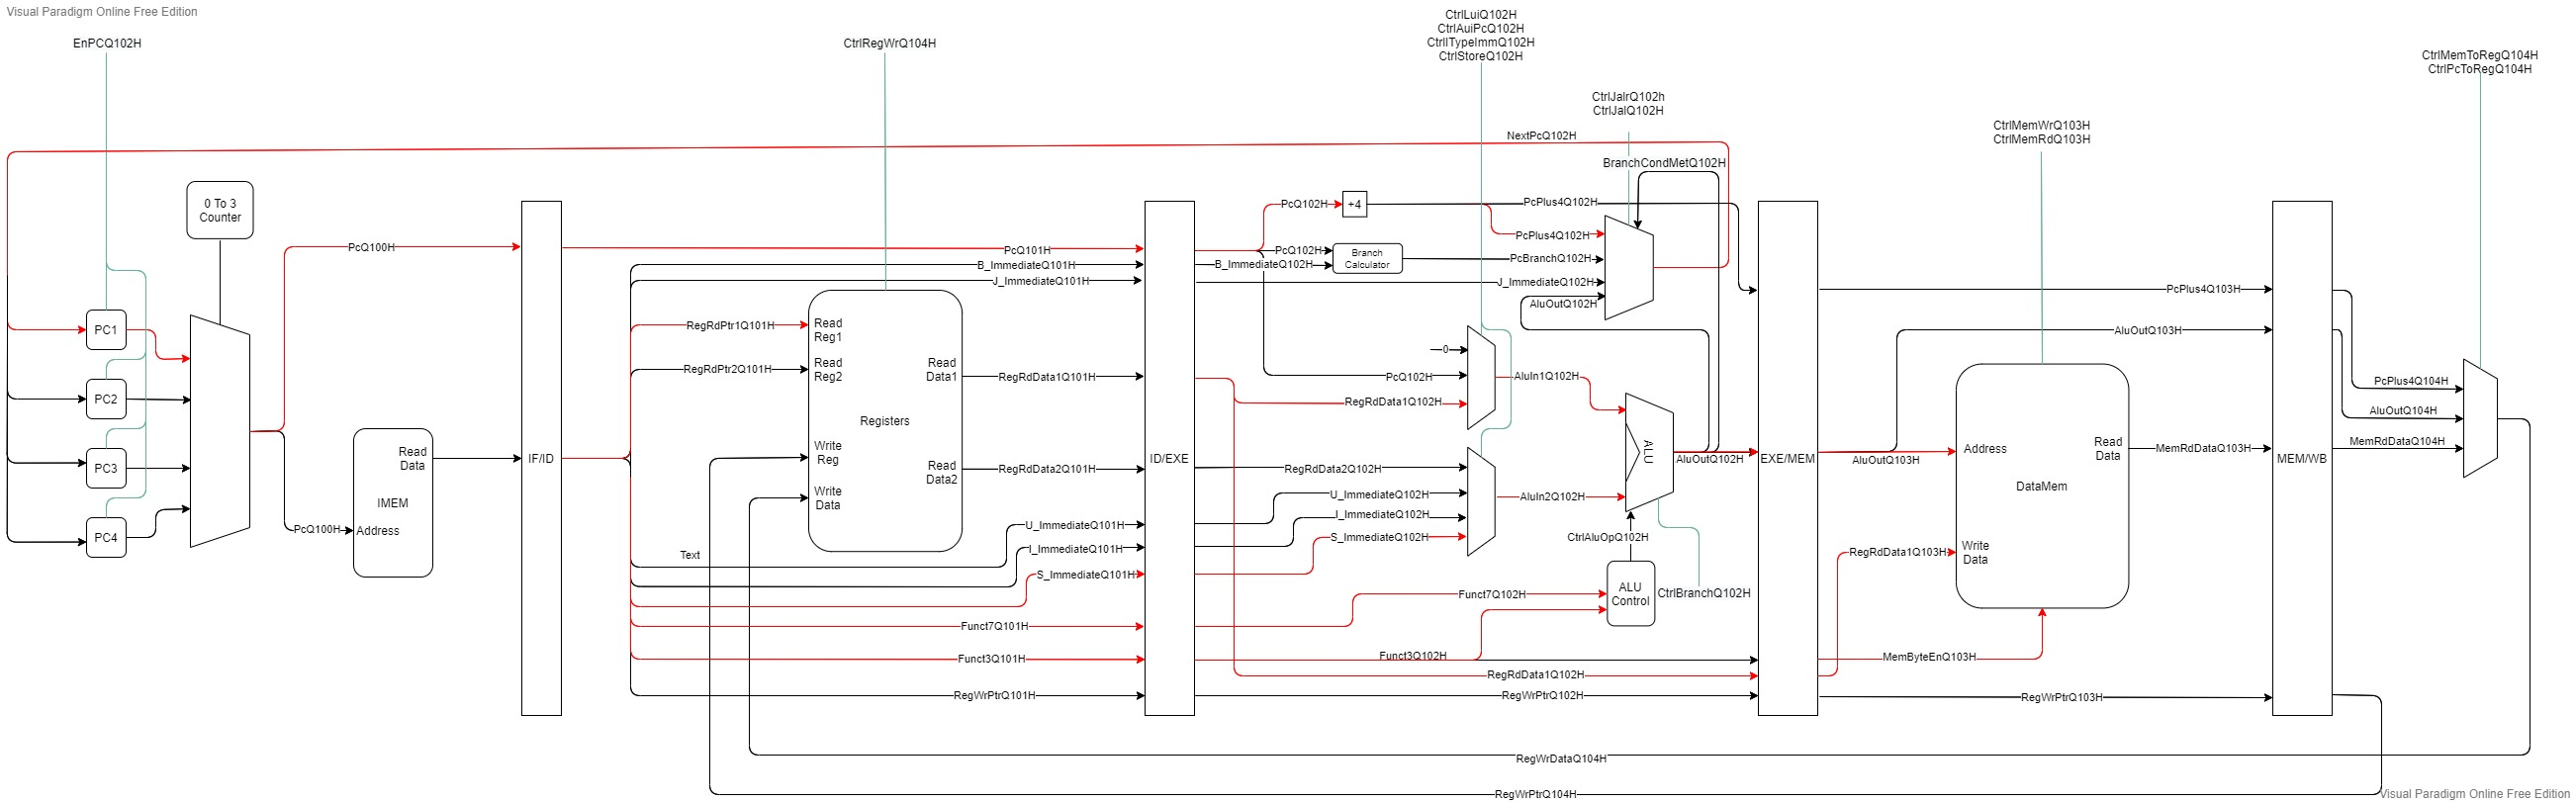 Visual Paradigm Online Free Edition
EnPCQ102H
CtrlRegWrQ104H
CtrlLuiQ102H
CtrlAuiPcQ102H
CtrlITypeImmQ102H
CtrlStoreQ102H
CtrlJalrQ102h
CtrlJalQ102H
CtrlMemWrQ103H
CtrlMemRdQ103H
CtrlMemToRegQ104H
CtrlPcToRegQ104H
NextPcQ102H
BranchCondMetQ102H
0 To 3
Counter
PC1
PC2
PC3
PC4
PcQ100H
PcQ100H
Read
Data
IMEM
Address
IF/ID
PcQ101H
B_ImmediateQ101H
J_ImmediateQ101H
RegRdPtr1Q101H
RegRdPtr2Q101H
Read
Reg1
Read
Reg2
Read
Data1
Registers
Write
Reg
Read
Data2
Write
Data
RegRdData1Q101H
RegRdData2Q101H
Text
U_ImmediateQ101H
I_ImmediateQ101H
S_ImmediateQ101H
Funct7Q101H
Funct3Q101H
RegWrPtrQ101H
ID/EXE
PcQ102H
+4
PcPlus4Q102H
PcPlus4Q102H
PcQ102H
B_ImmediateQ102H
Branch
Calculator
PcBranchQ102H
J_ImmediateQ102H
AluOutQ102H
0
PcQ102H
RegRdData1Q102H
AluIn1Q102H
RegRdData2Q102H
U_ImmediateQ102H
I_ImmediateQ102H
S_ImmediateQ102H
AluIn2Q102H
ALU
AluOutQ102H
CtrlAluOpQ102H
ALU
Control
CtrlBranchQ102H
Funct7Q102H
Funct3Q102H
RegRdData1Q102H
RegWrPtrQ102H
EXE/MEM
PcPlus4Q103H
AluOutQ103H
AluOutQ103H
Address
Read
Data
DataMem
Write
Data
MemRdDataQ103H
RegRdData1Q103H
MemByteEnQ103H
RegWrPtrQ103H
MEM/WB
PcPlus4Q104H
AluOutQ104H
MemRdDataQ104H
RegWrDataQ104H
RegWrPtrQ104H
Visual Paradigm Online Free Edition